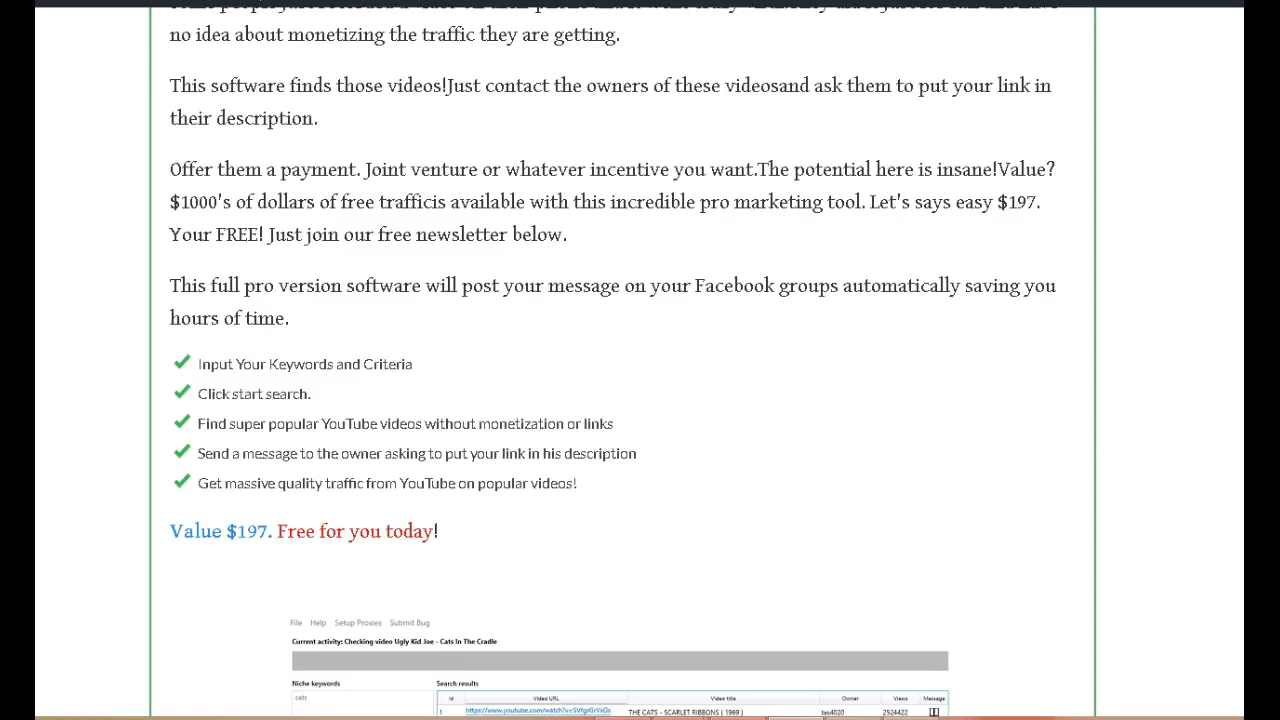 no idea about monetizing the traffic they are getting.
This software finds those videos!Just contact the owners of these videosand ask them to put your link in
their description.
Offer them a payment. Joint venture or whatever incentive you want.The potential here is insane!Value?
$1000's of dollars of free trafficis available with this incredible pro marketing tool. Let's says easy $197.
Your FREE! Just join our free newsletter below.
This full pro version software will post your message on your Facebook groups automatically saving you
hours of time.
Input Your Keywords and Criteria
Click start search.
Find super popular YouTube videos without monetization or links
Send a message to the owner asking to put your link in his description
Get massive quality traffic from YouTube on popular videos!
Value $197. Free for you today!
File Help Setup Proxies Submit Bug
Current activity: Checking video Ugly Kid Joe - Cats In The Cradle
Niche keywords Search results
cats Id Video URL Video title Owner Views Message
1 THE CATS - SCARLET RIBBONS ( 1969 ) 2524422